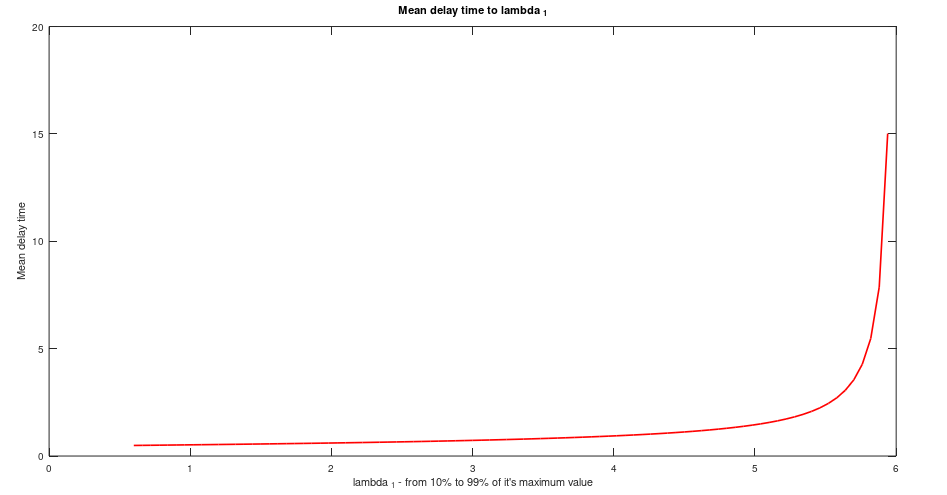 Mean delay time to lambda 1
20
15
10
5
0
Mean delay time
0 1 2 3 4 5 6
lambda 1 - from 10% to 99% of it's maximum value